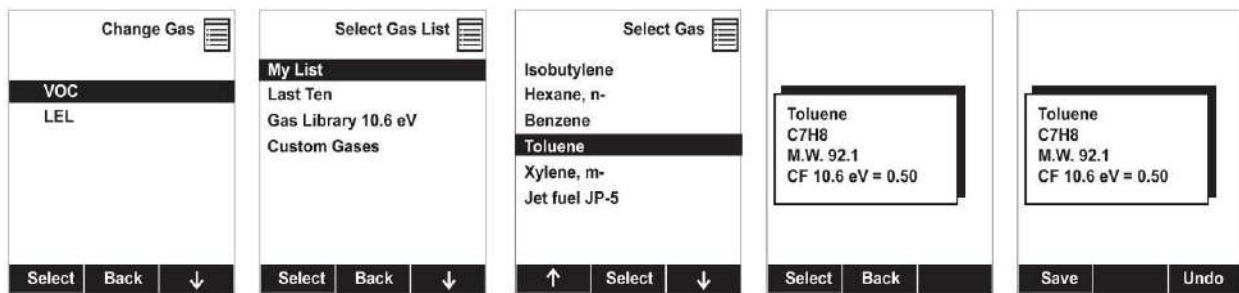 Change Gas
VOC
LEL
Select Back ↓
Select Gas List
My List
Last Ten
Gas Library 10.6 eV
Custom Gases
Select Back ↓
Select Gas
Isobutylene
Hexane, n-
Benzene
Toluene
Xylene, m-
Jet fuel JP-5
↑ Select ↓
Toluene
C7H8
M.W. 92.1
CF 10.6 eV = 0.50
Select Back
Toluene
C7H8
M.W. 92.1
CF 10.6 eV = 0.50
Save Undo